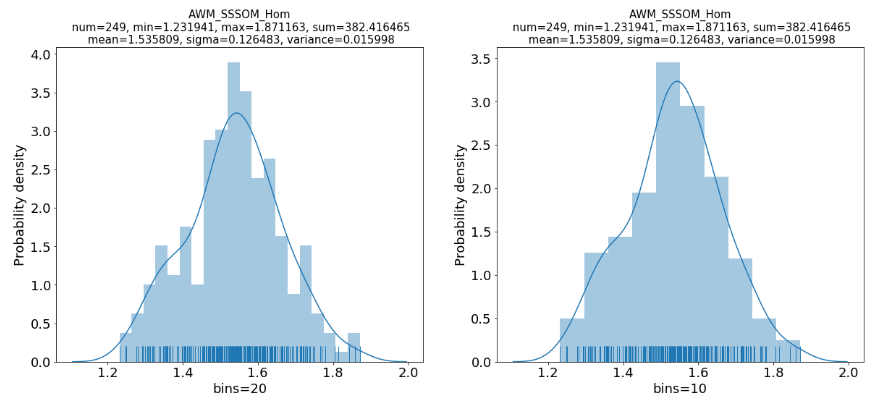 AWM_SSSOM_Hom
num=249, min=1.231941, max=1.871163, sum=382.416465
mean=1.535809, sigma=0.126483, variance=0.015998
Probability density
4.0
3.5
3.0
2.5
2.0
1.5
1.0
0.5
0.0
1.2 1.4 1.6 1.8 2.0
bins=20
AWM_SSSOM_Hom
num=249, min=1.231941, max=1.871163, sum=382.416465
mean=1.535809, sigma=0.126483, variance=0.015998
Probability density
3.5
3.0
2.5
2.0
1.5
1.0
0.5
0.0
1.2 1.4 1.6 1.8 2.0
bins=10